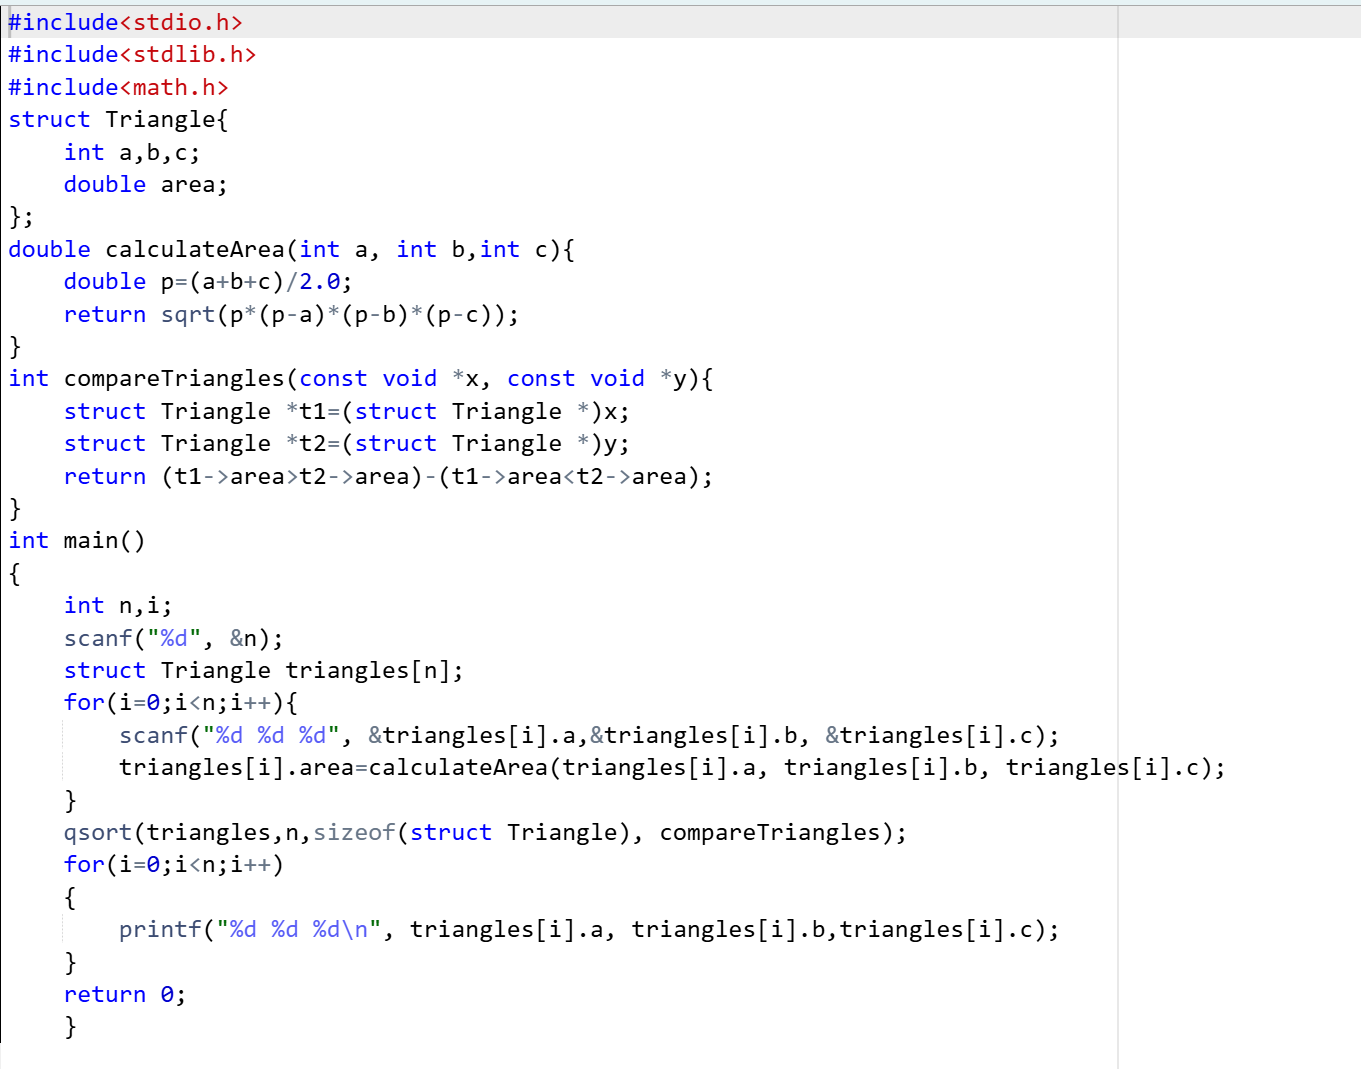 #include<stdio.h>
#include<stdlib.h>
#include<math.h>
struct Triangle{
    int a,b,c;
    double area;
};
double calculateArea(int a, int b,int c){
    double p=(a+b+c)/2.0;
    return sqrt(p*(p-a)*(p-b)*(p-c));
}
int compareTriangles(const void *x, const void *y){
    struct Triangle *t1=(struct Triangle *)x;
    struct Triangle *t2=(struct Triangle *)y;
    return (t1->area>t2->area)-(t1->area<t2->area);
}
int main()
{
    int n,i;
    scanf("%d", &n);
    struct Triangle triangles[n];
    for(i=0;i<n;i++){
        scanf("%d %d %d", &triangles[i].a,&triangles[i].b, &triangles[i].c);
        triangles[i].area=calculateArea(triangles[i].a, triangles[i].b, triangles[i].c);
    }
    qsort(triangles,n,sizeof(struct Triangle), compareTriangles);
    for(i=0;i<n;i++)
    {
        printf("%d %d %d\n", triangles[i].a, triangles[i].b,triangles[i].c);
    }
    return 0;
    }